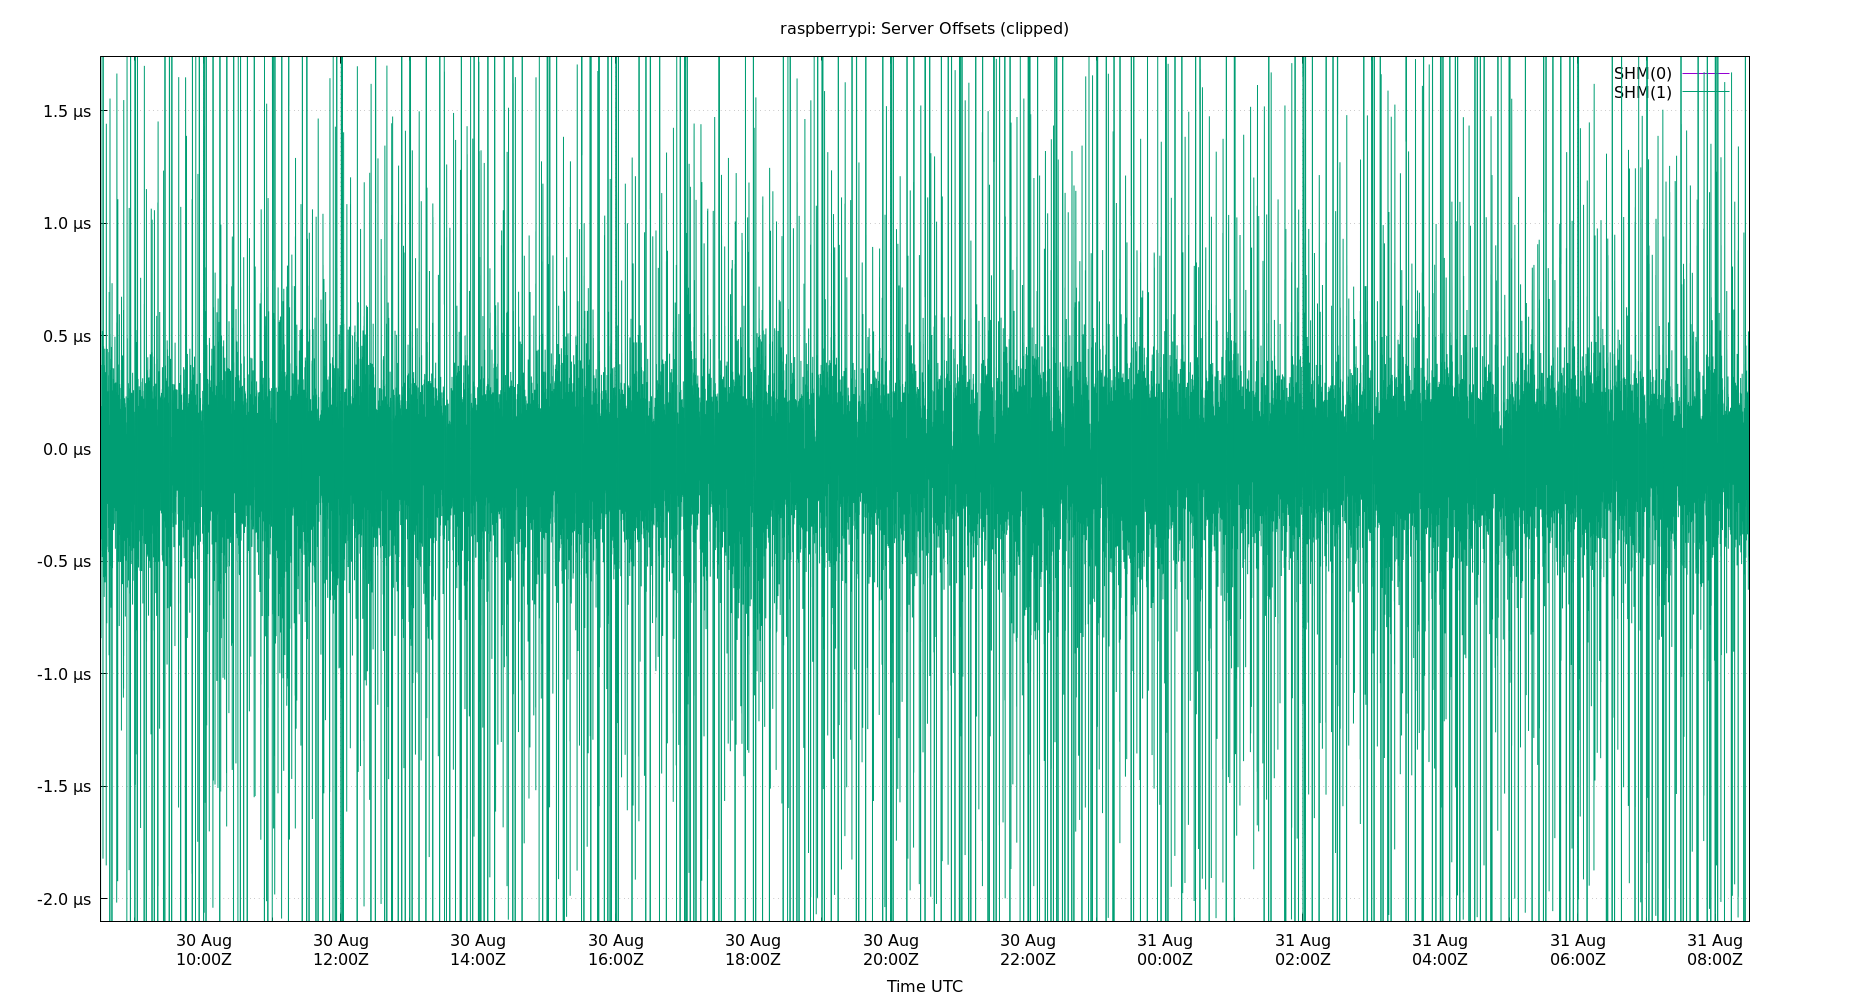 raspberrypi: Server Offsets (clipped)
SHM(0)
SHM(1)
1.5 µs
1.0 µs
0.5 µs
0.0 µs
-0.5 µs
-1.0 µs
-1.5 µs
-2.0 µs
30 Aug 30 Aug 30 Aug 30 Aug 30 Aug 30 Aug 30 Aug 31 Aug 31 Aug 31 Aug 31 Aug 31 Aug
10:00Z 12:00Z 14:00Z 16:00Z 18:00Z 20:00Z 22:00Z 00:00Z 02:00Z 04:00Z 06:00Z 08:00Z
Time UTC